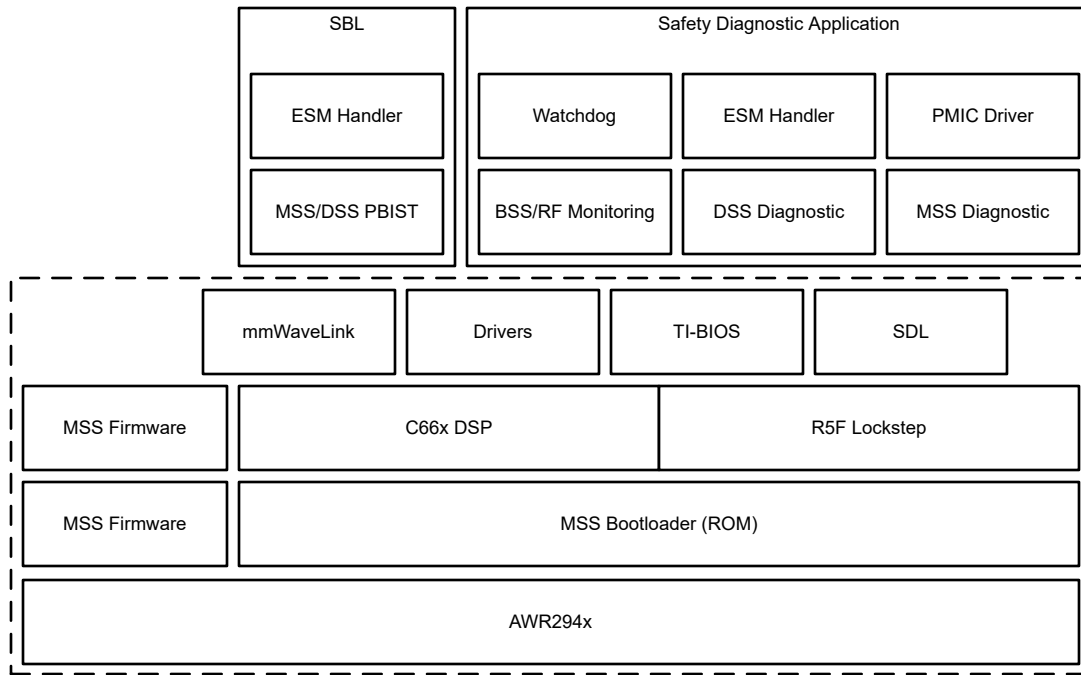 SBL
Safety Diagnostic Application
ESM Handler
Watchdog
ESM Handler
PMIC Driver
MSS/DSS PBIST
BSS/RF Monitoring
DSS Diagnostic
MSS Diagnostic
mmWaveLink
Drivers
TI-BIOS
SDL
MSS Firmware
C66x DSP
R5F Lockstep
MSS Firmware
MSS Bootloader (ROM)
AWR294x